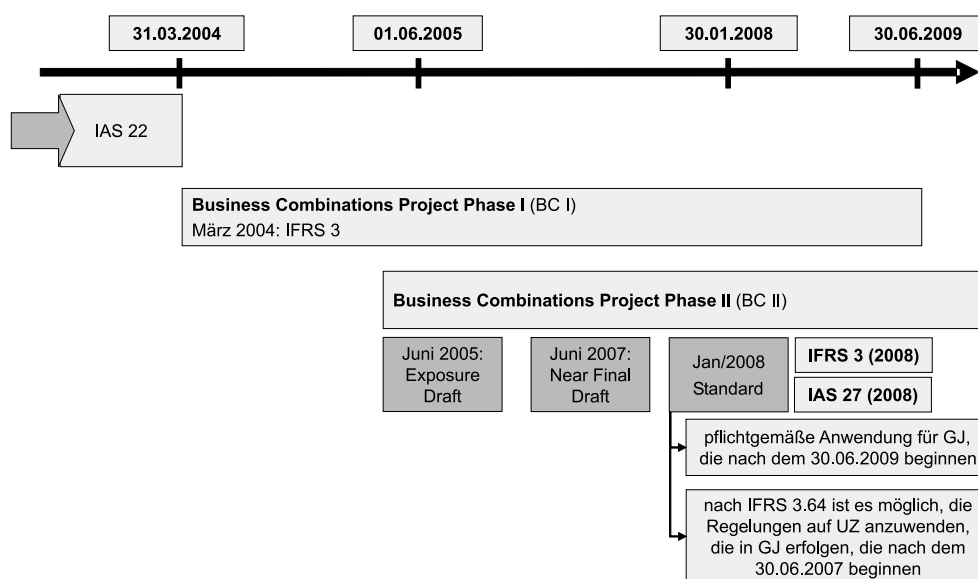 31.03.2004
01.06.2005
30.01.2008
30.06.2009
IAS 22
Business Combinations Project Phase I (BC I)
März 2004: IFRS 3
Business Combinations Project Phase II (BC II)
Juni 2005:
Exposure
Draft
Juni 2007:
Near Final
Draft
Jan/2008
Standard
IFRS 3 (2008)
IAS 27 (2008)
pflichtgemäße Anwendung für GJ,
die nach dem 30.06.2009 beginnen
nach IFRS 3.64 ist es möglich, die
Regelungen auf UZ anzuwenden,
die in GJ erfolgen, die nach dem
30.06.2007 beginnen